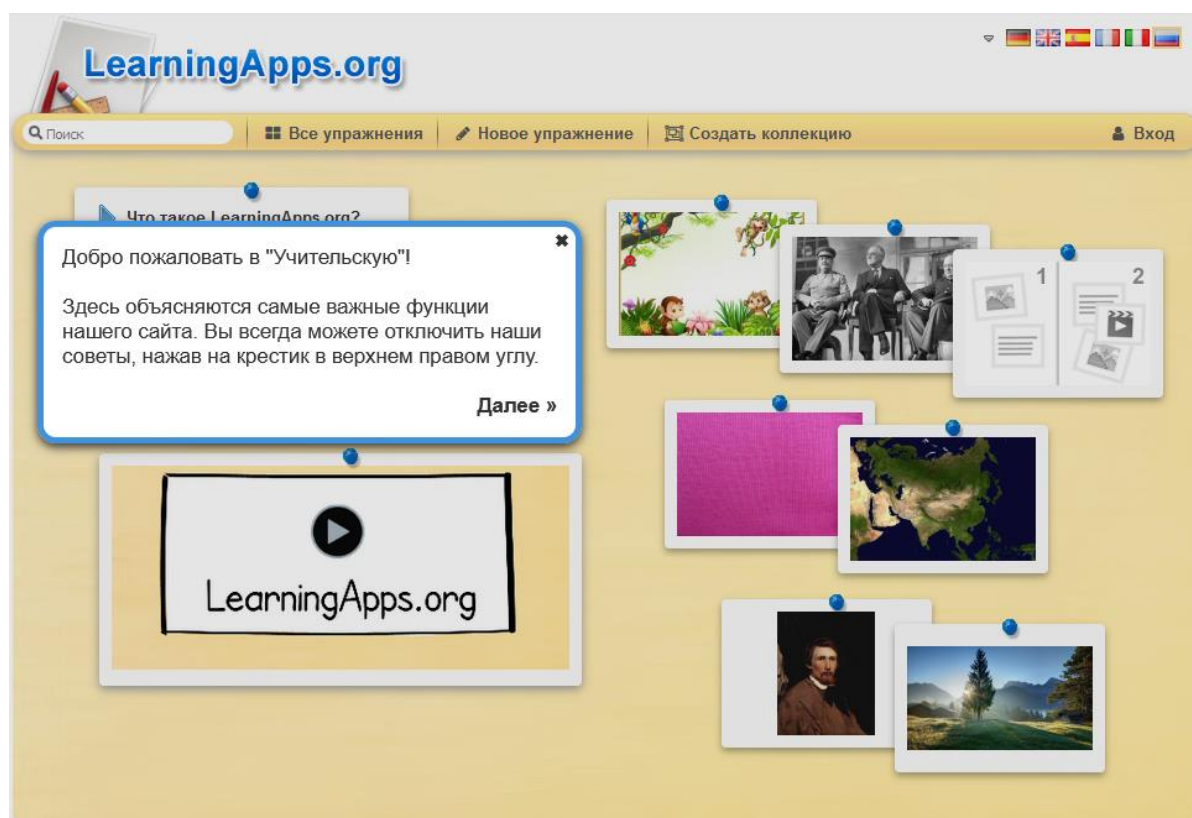 LearningApps.org
Поиск
Все упражнения
Новое упражнение
Создать коллекцию
Вход
Что такое LearningApps.org?
Добро пожаловать в "Учительскую"!
Здесь объясняются самые важные функции
нашего сайта. Вы всегда можете отключить наши
советы, нажав на крестик в верхнем правом углу.
Далее »
LearningApps.org
1
2